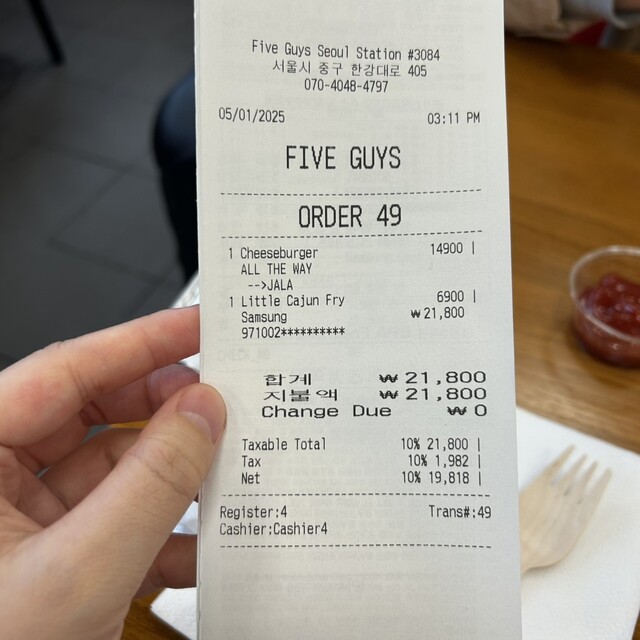 Five Guys Seoul Station #3084
서울시 중구 한강대로 405
070-4048-4797
05/01/2025 03:11 PM
FIVE GUYS
ORDER 49
1 Cheeseburger 14900 |
ALL THE WAY
-->JALA
1 Little Cajun Fry 6900 |
Samsung ₩21,800
971002**********
합계 ₩ 21,800
지불액 ₩ 21,800
Change Due ₩ 0
Taxable Total 10% 21,800 |
Tax 10% 1,982 |
Net 10% 19,818 |
Register:4 Trans#:49
Cashier:Cashier4